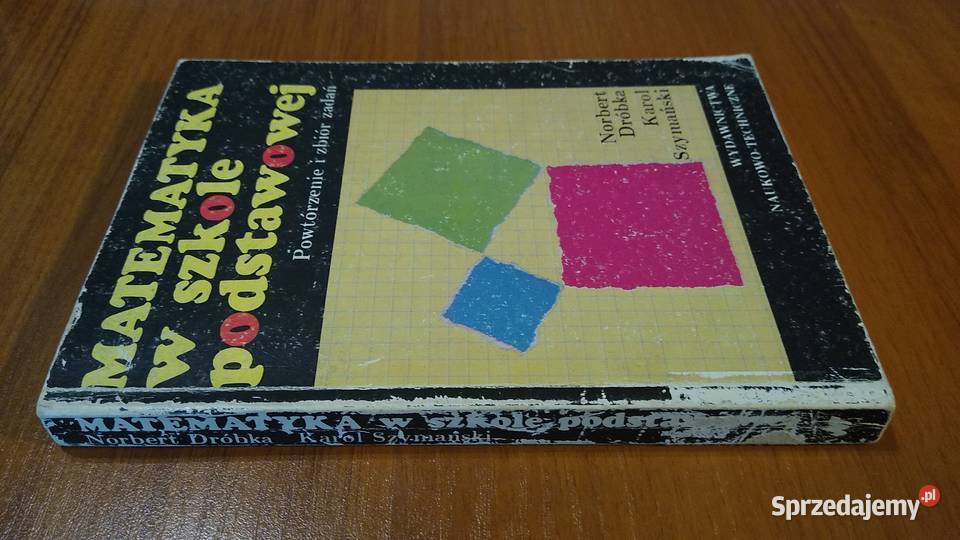 MATEMATYKA
w szkole
podstawowej
Powtórzenie i zbiór zadań
Norbert
Dróbka
Karol
Szymański
WYDAWNICTWA
NAUKOWO-TECHNICZNE
MATEMATYKA w szkole podsta
Norbert Dróbka Karol Szymański
Sprzedajemy.pl